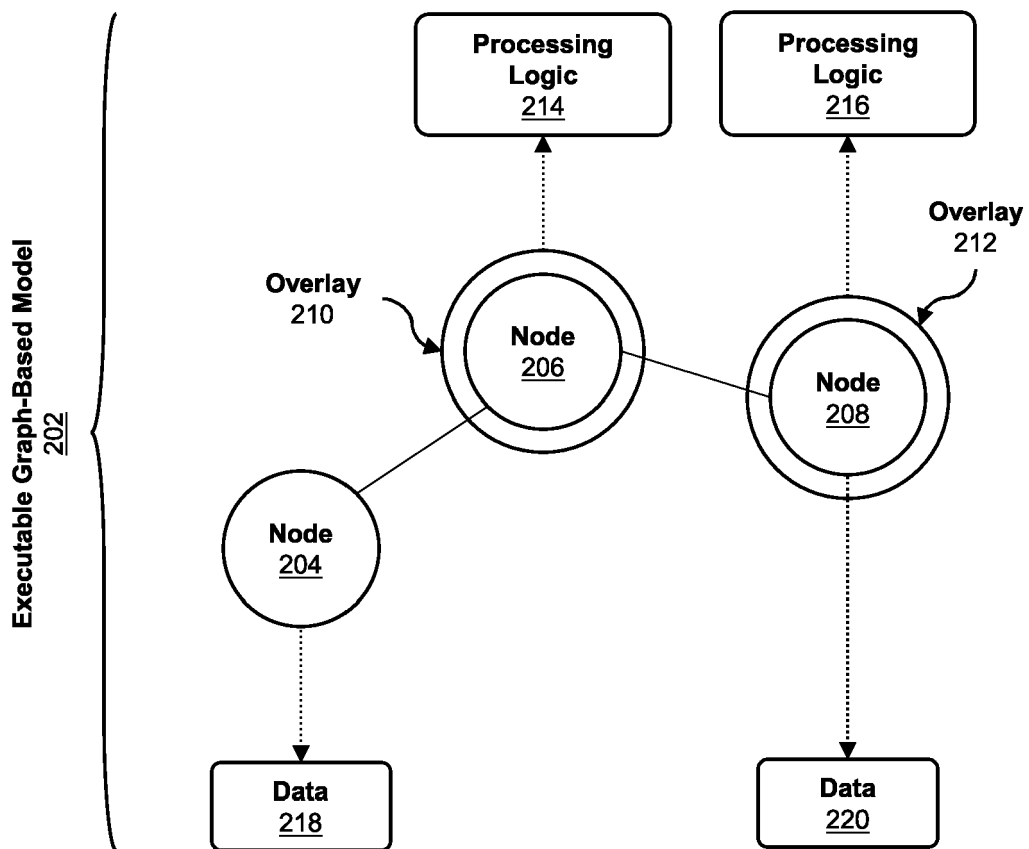 Processing
Logic
214
Processing
Logic
216
Overlay
212
Overlay
210
Node
206
Node
208
Executable Graph-Based Model
202
Node
204
Data
218
Data
220